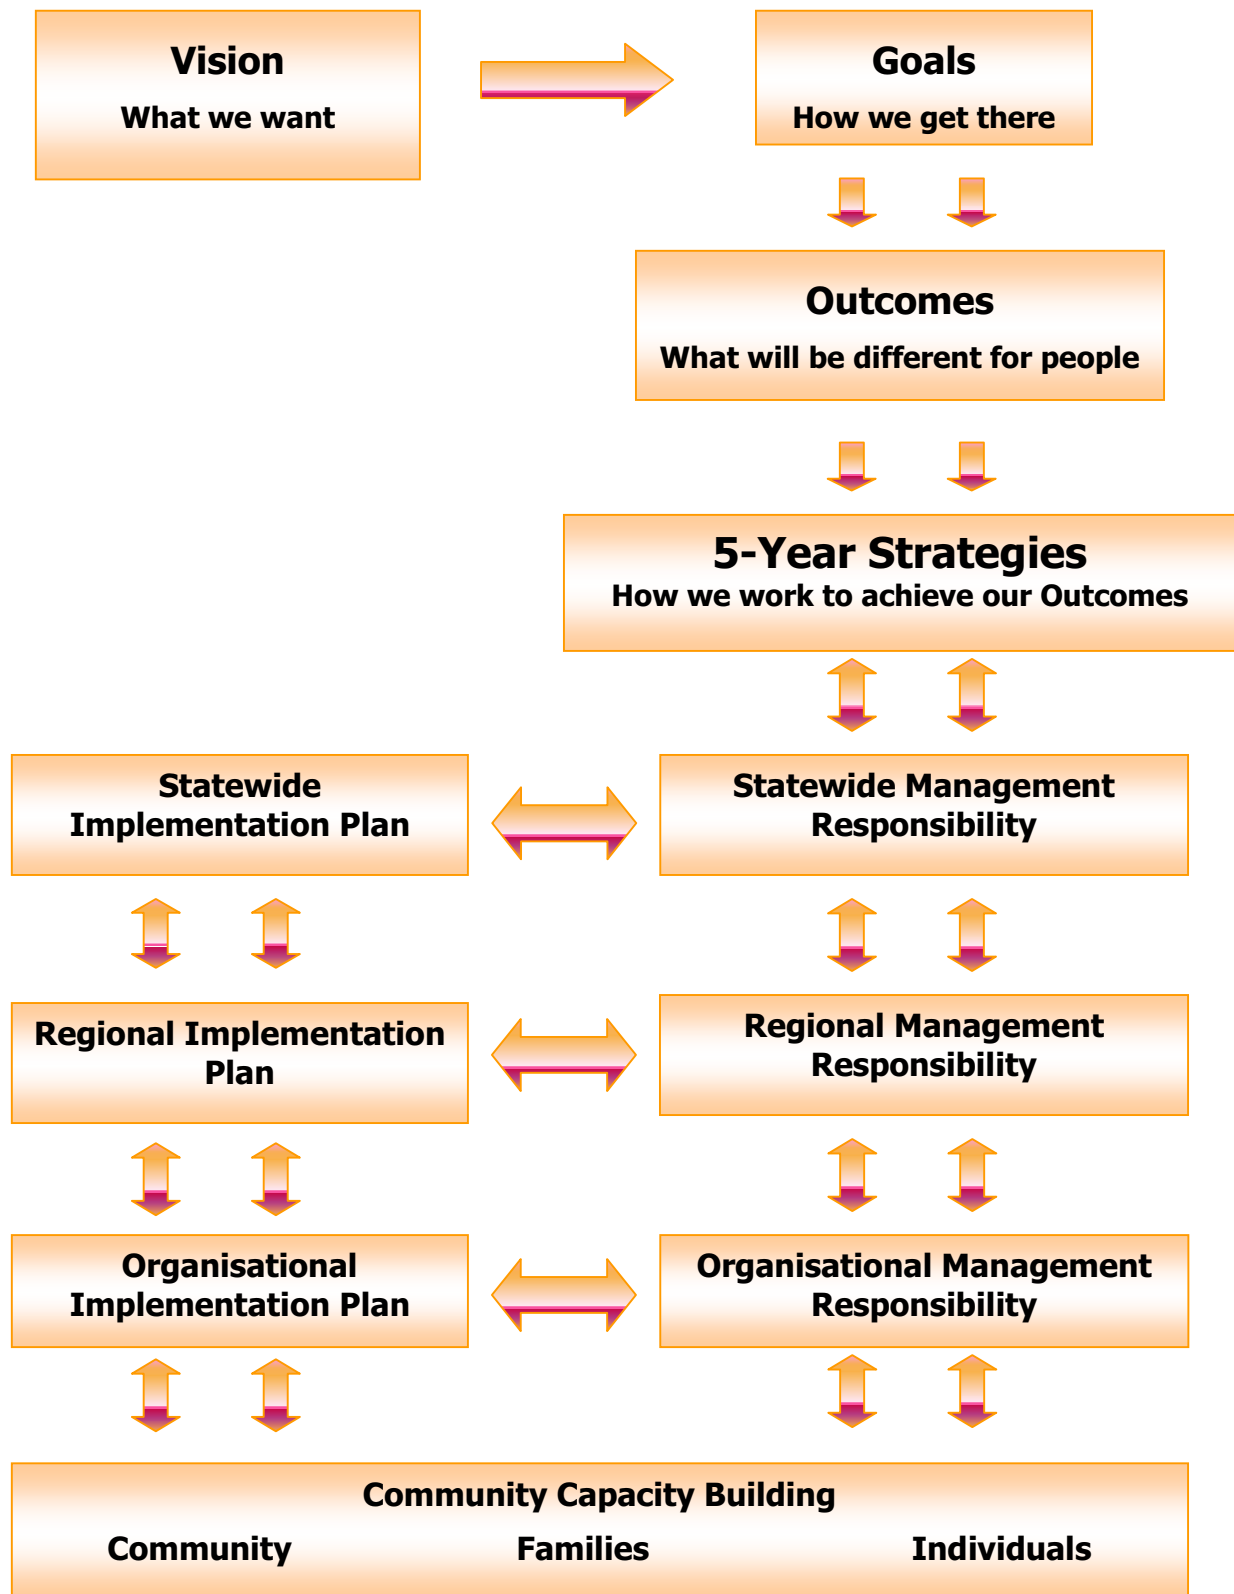 Vision
What we want
Goals
How we get there
Outcomes
What will be different for people
5-Year Strategies
How we work to achieve our Outcomes
Statewide
Implementation Plan
Statewide Management
Responsibility
Regional Implementation
Plan
Regional Management
Responsibility
Organisational
Implementation Plan
Organisational Management
Responsibility
Community Capacity Building
Community Families Individuals